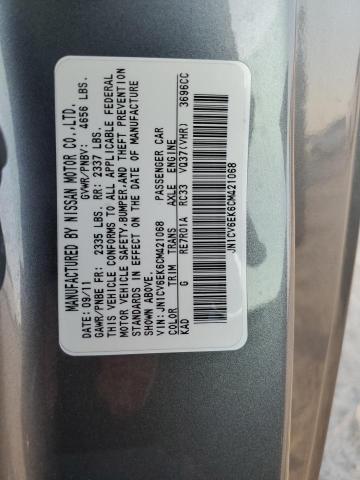 MANUFACTURED BY NISSAN MOTOR CO.,LTD.
DATE: 09/11 GVWR/PNBV: 4656 LBS.
GAWR/PNBE FR: 2335 LBS. RR: 2337 LBS.
THIS VEHICLE CONFORMS TO ALL APPLICABLE FEDERAL
MOTOR VEHICLE SAFETY,BUMPER,AND THEFT PREVENTION
STANDARDS IN EFFECT ON THE DATE OF MANUFACTURE
SHOWN ABOVE.
VIN: JN1CV6EK6CM421068 PASSENGER CAR
COLOR TRIM TRANS AXLE ENGINE
KAD G RE7R01A RC33 VQ37(VHR) 3696CC
JN1CV6EK6CM421068